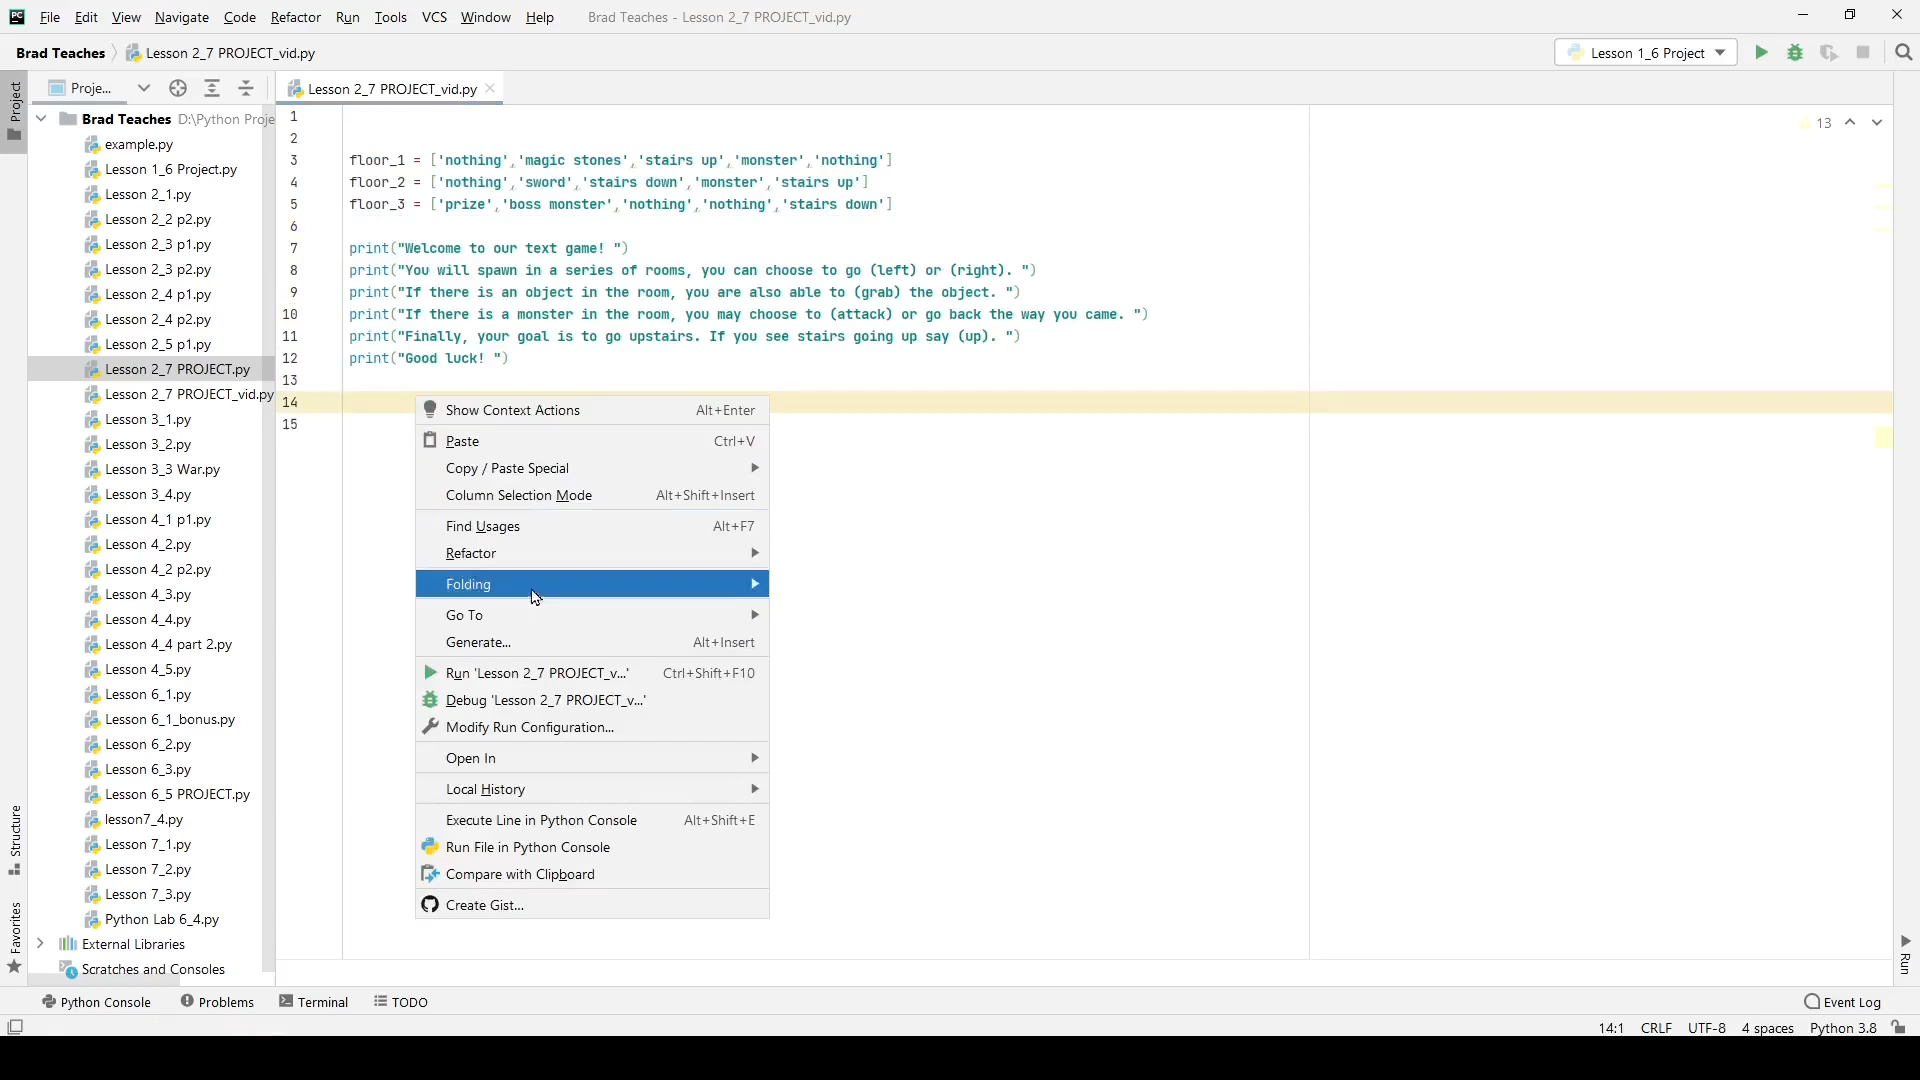 PC File Edit View Navigate Code Refactor Run Tools VCS Window Help Brad Teaches - Lesson 2_7 PROJECT_vid.py
Brad Teaches Lesson 2_7 PROJECT_vid.py Lesson 1_6 Project
Project
Proje... Lesson 2_7 PROJECT_vid.py
Brad Teaches D:\Python Proje
example.py
Lesson 1_6 Project.py
Lesson 2_1.py
Lesson 2_2 p2.py
Lesson 2_3 p1.py
Lesson 2_3 p2.py
Lesson 2_4 p1.py
Lesson 2_4 p2.py
Lesson 2_5 p1.py
Lesson 2_7 PROJECT.py
Lesson 2_7 PROJECT_vid.py
Lesson 3_1.py
Lesson 3_2.py
Lesson 3_3 War.py
Lesson 3_4.py
Lesson 4_1 p1.py
Lesson 4_2.py
Lesson 4_2 p2.py
Lesson 4_3.py
Lesson 4_4.py
Lesson 4_4 part 2.py
Lesson 4_5.py
Lesson 6_1.py
Lesson 6_1_bonus.py
Lesson 6_2.py
Lesson 6_3.py
Lesson 6_5 PROJECT.py
lesson7_4.py
Lesson 7_1.py
Lesson 7_2.py
Lesson 7_3.py
Python Lab 6_4.py
External Libraries
Scratches and Consoles
Structure
Favorites
1
2
3 floor_1 = ['nothing','magic stones','stairs up','monster','nothing']
4 floor_2 = ['nothing','sword','stairs down','monster','stairs up']
5 floor_3 = ['prize','boss monster','nothing','nothing','stairs down']
6
7 print("Welcome to our text game! ")
8 print("You will spawn in a series of rooms, you can choose to go (left) or (right). ")
9 print("If there is an object in the room, you are also able to (grab) the object. ")
10 print("If there is a monster in the room, you may choose to (attack) or go back the way you came. ")
11 print("Finally, your goal is to go upstairs. If you see stairs going up say (up). ")
12 print("Good luck! ")
13
14
15
13
Show Context Actions Alt+Enter
Paste Ctrl+V
Copy / Paste Special
Column Selection Mode Alt+Shift+Insert
Find Usages Alt+F7
Refactor
Folding
Go To
Generate... Alt+Insert
Run 'Lesson 2_7 PROJECT_v...' Ctrl+Shift+F10
Debug 'Lesson 2_7 PROJECT_v...'
Modify Run Configuration...
Open In
Local History
Execute Line in Python Console Alt+Shift+E
Run File in Python Console
Compare with Clipboard
Create Gist...
Run
Python Console Problems Terminal TODO Event Log
14:1 CRLF UTF-8 4 spaces Python 3.8